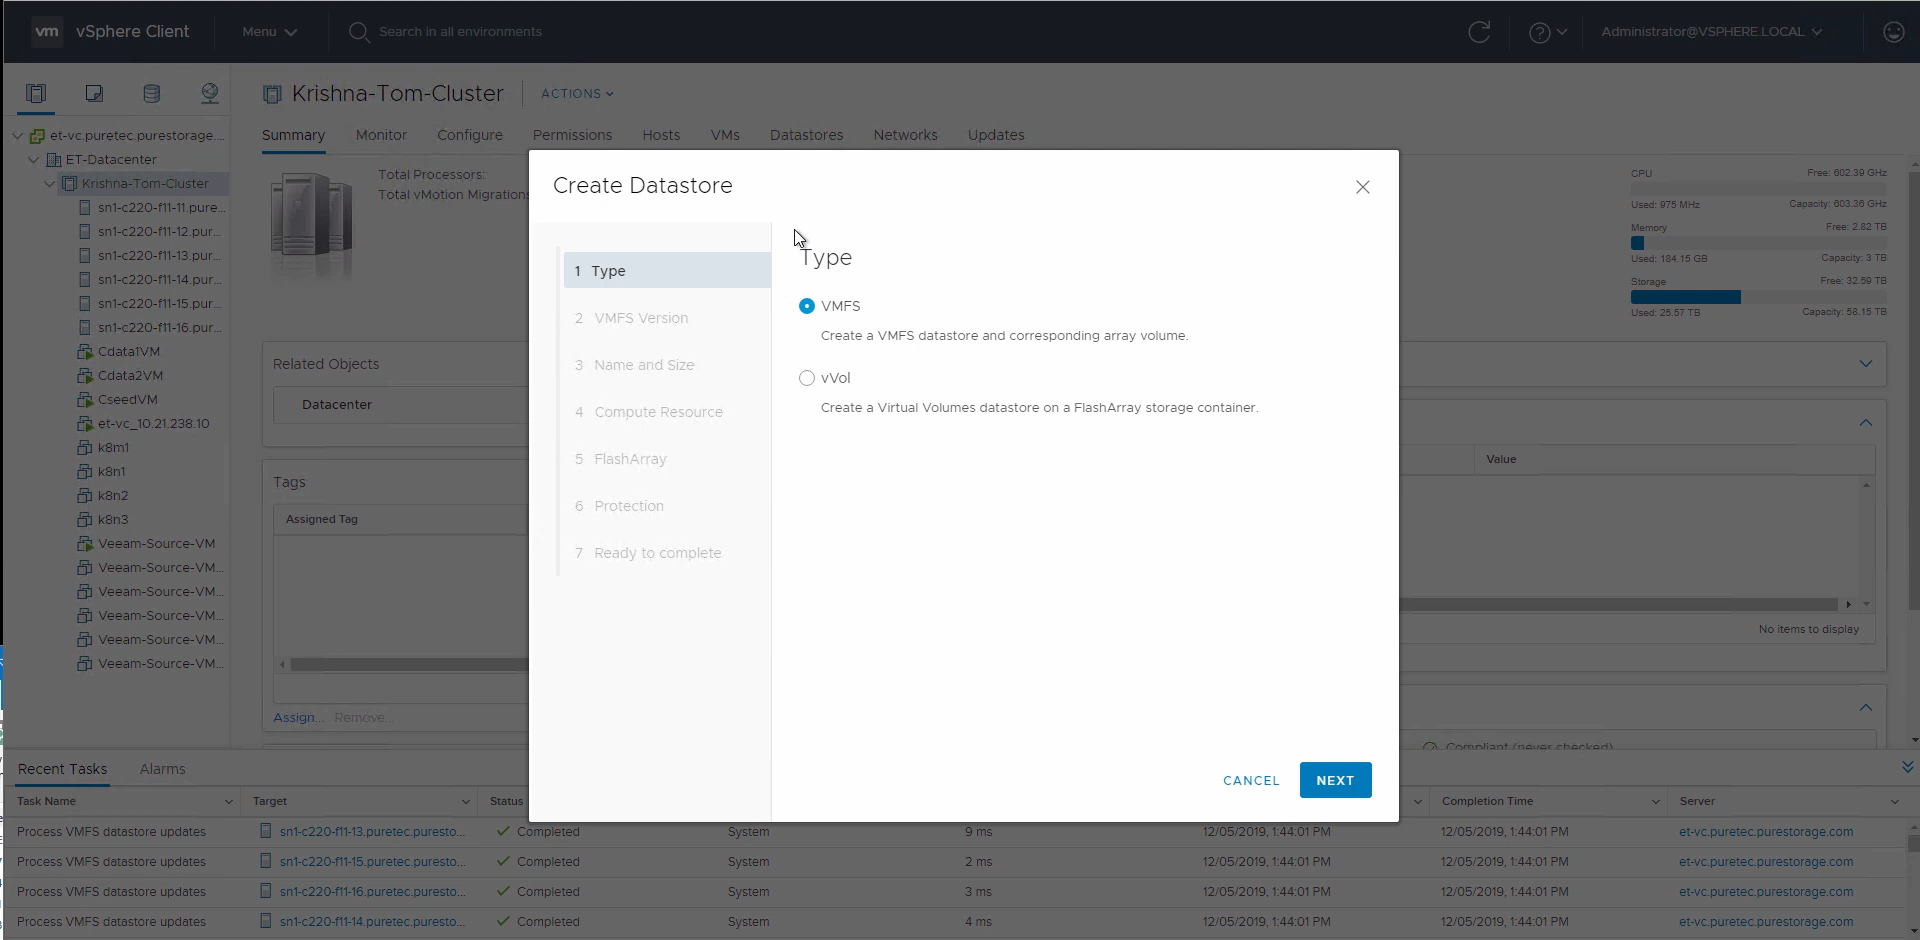 vm vSphere Client Menu Search in all environments Administrator@VSPHERE.LOCAL
Krishna-Tom-Cluster ACTIONS
Summary Monitor Configure Permissions Hosts VMs Datastores Networks Updates
et-vc.puretec.purestorage...
ET-Datacenter
Krishna-Tom-Cluster
sn1-c220-f11-11.pure...
sn1-c220-f11-12.pur...
sn1-c220-f11-13.pur...
sn1-c220-f11-14.pur...
sn1-c220-f11-15.pur...
sn1-c220-f11-16.pur...
Cdata1VM
Cdata2VM
CseedVM
et-vc_10.21.238.10
k8m1
k8n1
k8n2
k8n3
Veeam-Source-VM
Veeam-Source-VM...
Veeam-Source-VM...
Veeam-Source-VM...
Veeam-Source-VM...
Veeam-Source-VM...
Total Processors:
Total vMotion Migrations
CPU Free: 602.39 GHz
Used: 975 MHz Capacity: 603.36 GHz
Memory Free: 2.82 TB
Used: 184.15 GB Capacity: 3 TB
Storage Free: 32.59 TB
Used: 25.57 TB Capacity: 58.15 TB
Related Objects
Datacenter
Tags
Assigned Tag
Assign... Remove...
Value
No items to display
Compliant (never checked)
Create Datastore
1 Type
2 VMFS Version
3 Name and Size
4 Compute Resource
5 FlashArray
6 Protection
7 Ready to complete
Type
VMFS
Create a VMFS datastore and corresponding array volume.
vVol
Create a Virtual Volumes datastore on a FlashArray storage container.
CANCEL NEXT
Recent Tasks Alarms
Task Name Target Status Completion Time Server
Process VMFS datastore updates sn1-c220-f11-13.puretec.puresto... Completed System 9 ms 12/05/2019, 1:44:01 PM 12/05/2019, 1:44:01 PM et-vc.puretec.purestorage.com
Process VMFS datastore updates sn1-c220-f11-15.puretec.puresto... Completed System 2 ms 12/05/2019, 1:44:01 PM 12/05/2019, 1:44:01 PM et-vc.puretec.purestorage.com
Process VMFS datastore updates sn1-c220-f11-16.puretec.puresto... Completed System 3 ms 12/05/2019, 1:44:01 PM 12/05/2019, 1:44:01 PM et-vc.puretec.purestorage.com
Process VMFS datastore updates sn1-c220-f11-14.puretec.puresto... Completed System 4 ms 12/05/2019, 1:44:01 PM 12/05/2019, 1:44:01 PM et-vc.puretec.purestorage.com